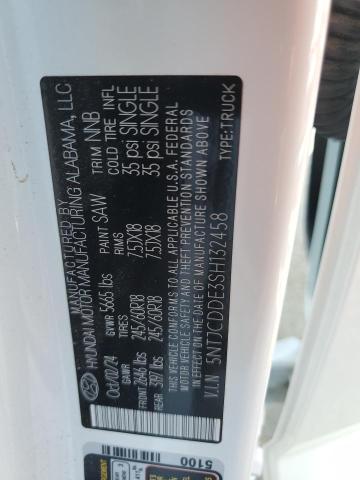 MANUFACTURED BY
HYUNDAI MOTOR MANUFACTURING ALABAMA, LLC
Oct/02/24 GVWR 5665 lbs PAINT SAW TRIM NNB
GAWR TIRES RIMS COLD TIRE INFL
FRONT 2646 lbs 245/60R18 7.5JX18 35 psi SINGLE
REAR 3197 lbs 245/60R18 7.5JX18 35 psi SINGLE
THIS VEHICLE CONFORMS TO ALL APPLICABLE U.S.A. FEDERAL
MOTOR VEHICLE SAFETY, BUMPER, AND THEFT PREVENTION STANDARDS
IN EFFECT ON THE DATE OF MANUFACTURE SHOWN ABOVE
V.I.N 5NTJCDDE3SH132458 TYPE:TRUCK
5100